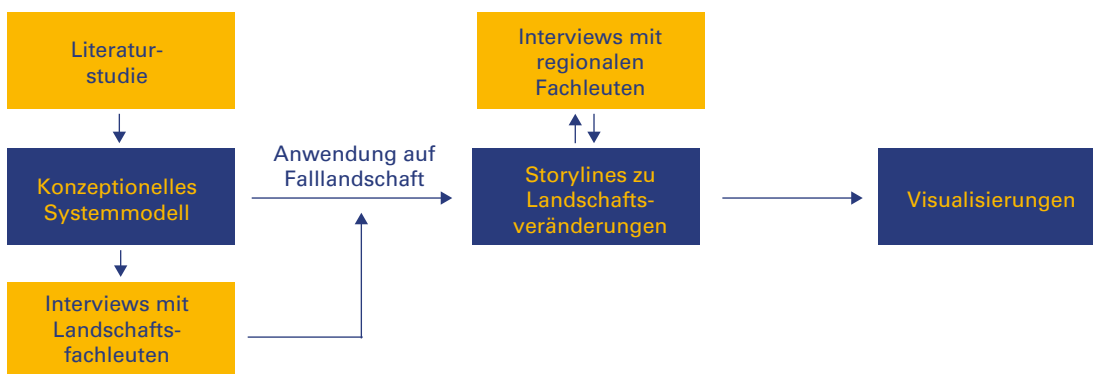 Literatur-
studie
Konzeptionelles
Systemmodell
Interviews mit
Landschafts-
fachleuten
Anwendung auf
Falllandschaft
Interviews mit
regionalen
Fachleuten
Storylines zu
Landschafts-
veränderungen
Visualisierungen